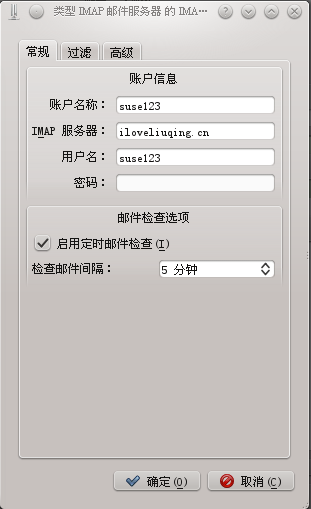 类型 IMAP 邮件服务器 的 IMA…
常规 过滤 高级
账户信息
账户名称： suse123
IMAP 服务器： iloveliuqing.cn
用户名： suse123
密码：
邮件检查选项
启用定时邮件检查(I)
检查邮件间隔： 5 分钟
确定(O) 取消(C)